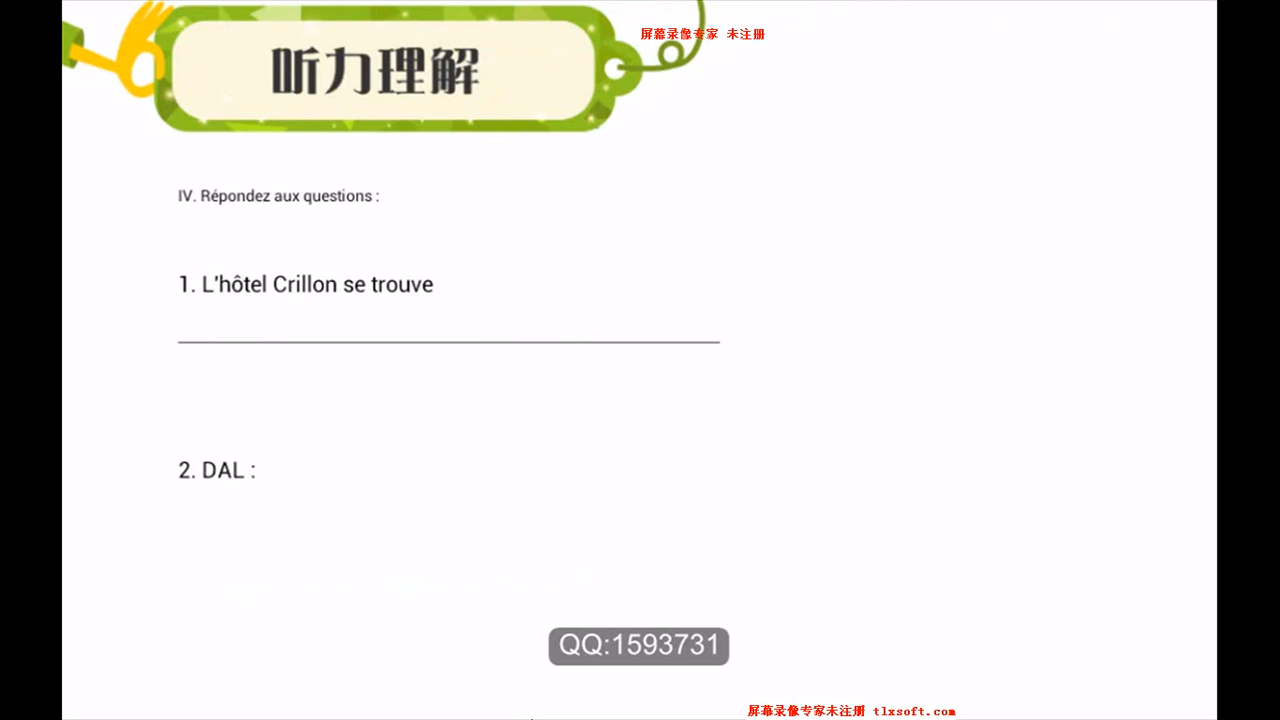 屏幕录像专家 未注册
听力理解
IV. Répondez aux questions :
1. L'hôtel Crillon se trouve
2. DAL :
QQ:1593731
屏幕录像专家未注册 tlxsoft.com